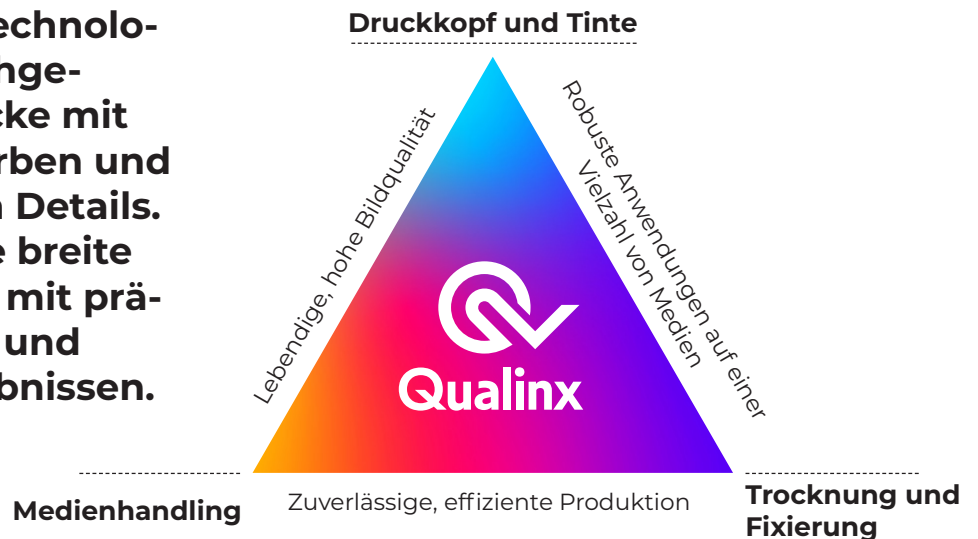 echnolo-
hge-
cke mit
rben und
Details.
e breite
mit prä-
und
bnissen.
Druckkopf und Tinte
Lebendige, hohe Bildqualität
Robuste Anwendungen auf einer
Vielzahl von Medien
Qualinx
Medienhandling
Zuverlässige, effiziente Produktion
Trocknung und
Fixierung